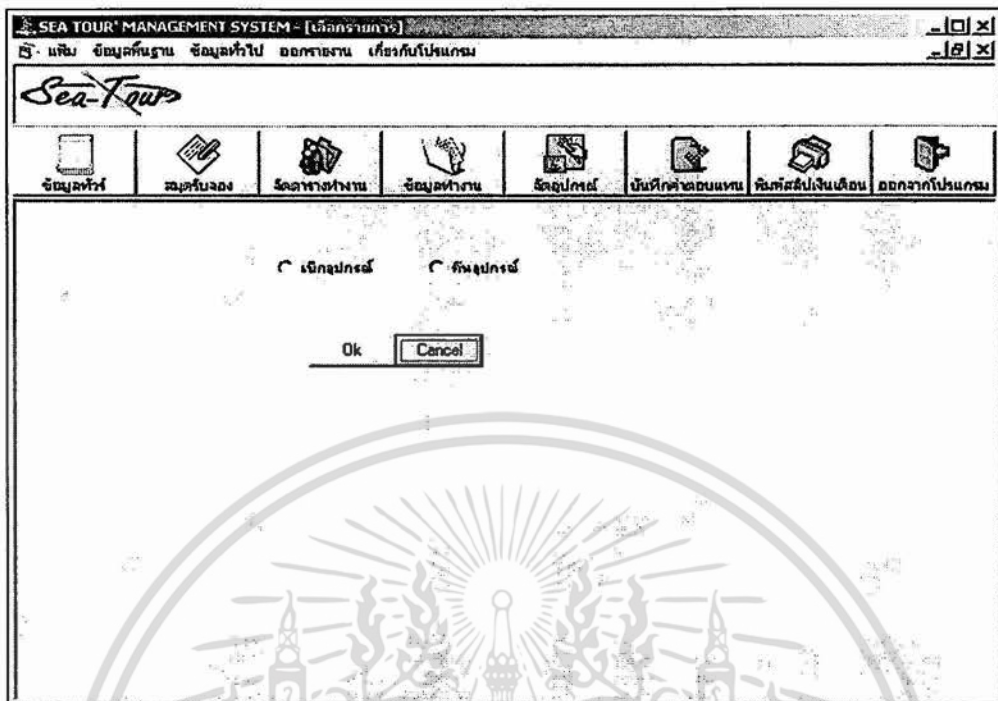 SEA TOUR' MANAGEMENT SYSTEM - [เลือกรายการ]
แฟ้ม ข้อมูลพื้นฐาน ข้อมูลทั่วไป ออกรายงาน เกี่ยวกับโปรแกรม
Sea-Tours
ข้อมูลทัวร์ สมุดรับจอง จัดตารางทำงาน ข้อมูลทำงาน จัดอุปกรณ์ บันทึกค่าตอบแทน พิมพ์สลิปเงินเดือน ออกจากโปรแกรม
เบิกอุปกรณ์ คืนอุปกรณ์
Ok Cancel